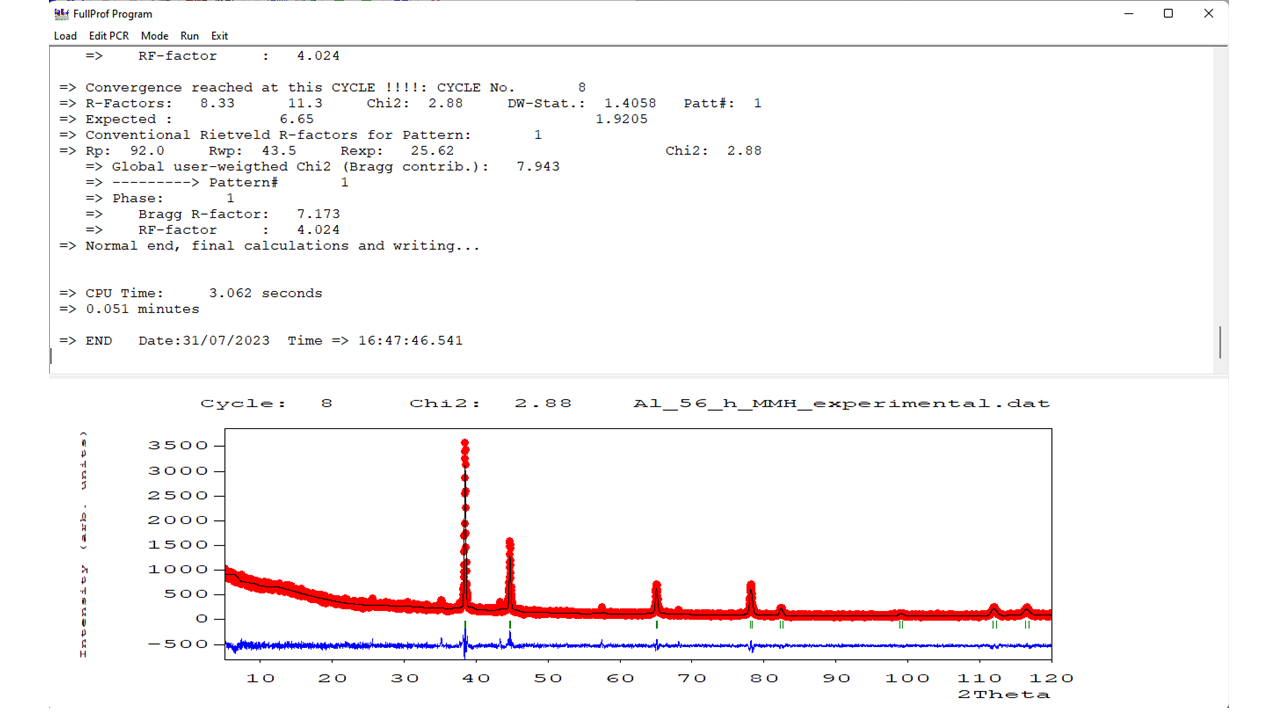 FullProf Program
Load Edit PCR Mode Run Exit
=> RF-factor : 4.024
=> Convergence reached at this CYCLE !!!!: CYCLE No. 8
=> R-Factors: 8.33 11.3 Chi2: 2.88 DW-Stat.: 1.4058 Patt#: 1
=> Expected : 6.65 1.9205
=> Conventional Rietveld R-factors for Pattern: 1
=> Rp: 92.0 Rwp: 43.5 Rexp: 25.62 Chi2: 2.88
=> Global user-weigthed Chi2 (Bragg contrib.): 7.943
=> ---------> Pattern# 1
=> Phase: 1
=> Bragg R-factor: 7.173
=> RF-factor : 4.024
=> Normal end, final calculations and writing...
=> CPU Time: 3.062 seconds
=> 0.051 minutes
=> END Date:31/07/2023 Time => 16:47:46.541
Cycle: 8 Chi2: 2.88 Al_56_h_MMH_experimental.dat
Intensity (arb. units)
3500
3000
2500
2000
1500
1000
500
0
-500
10 20 30 40 50 60 70 80 90 100 110 120
2Theta